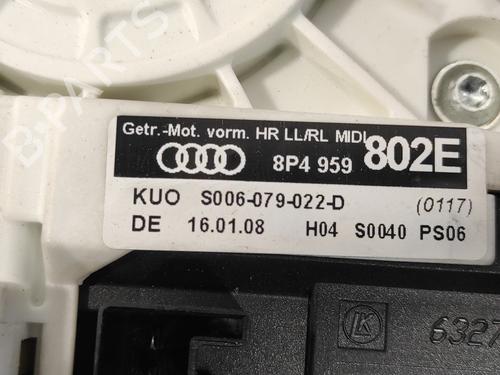 Getr.-Mot. vorm. HR LL/RL MIDI
8P4 959 802E
KUO S006-079-022-D (0117)
DE 16.01.08 H04 S0040 PS06
LK 6327
B-PARTS